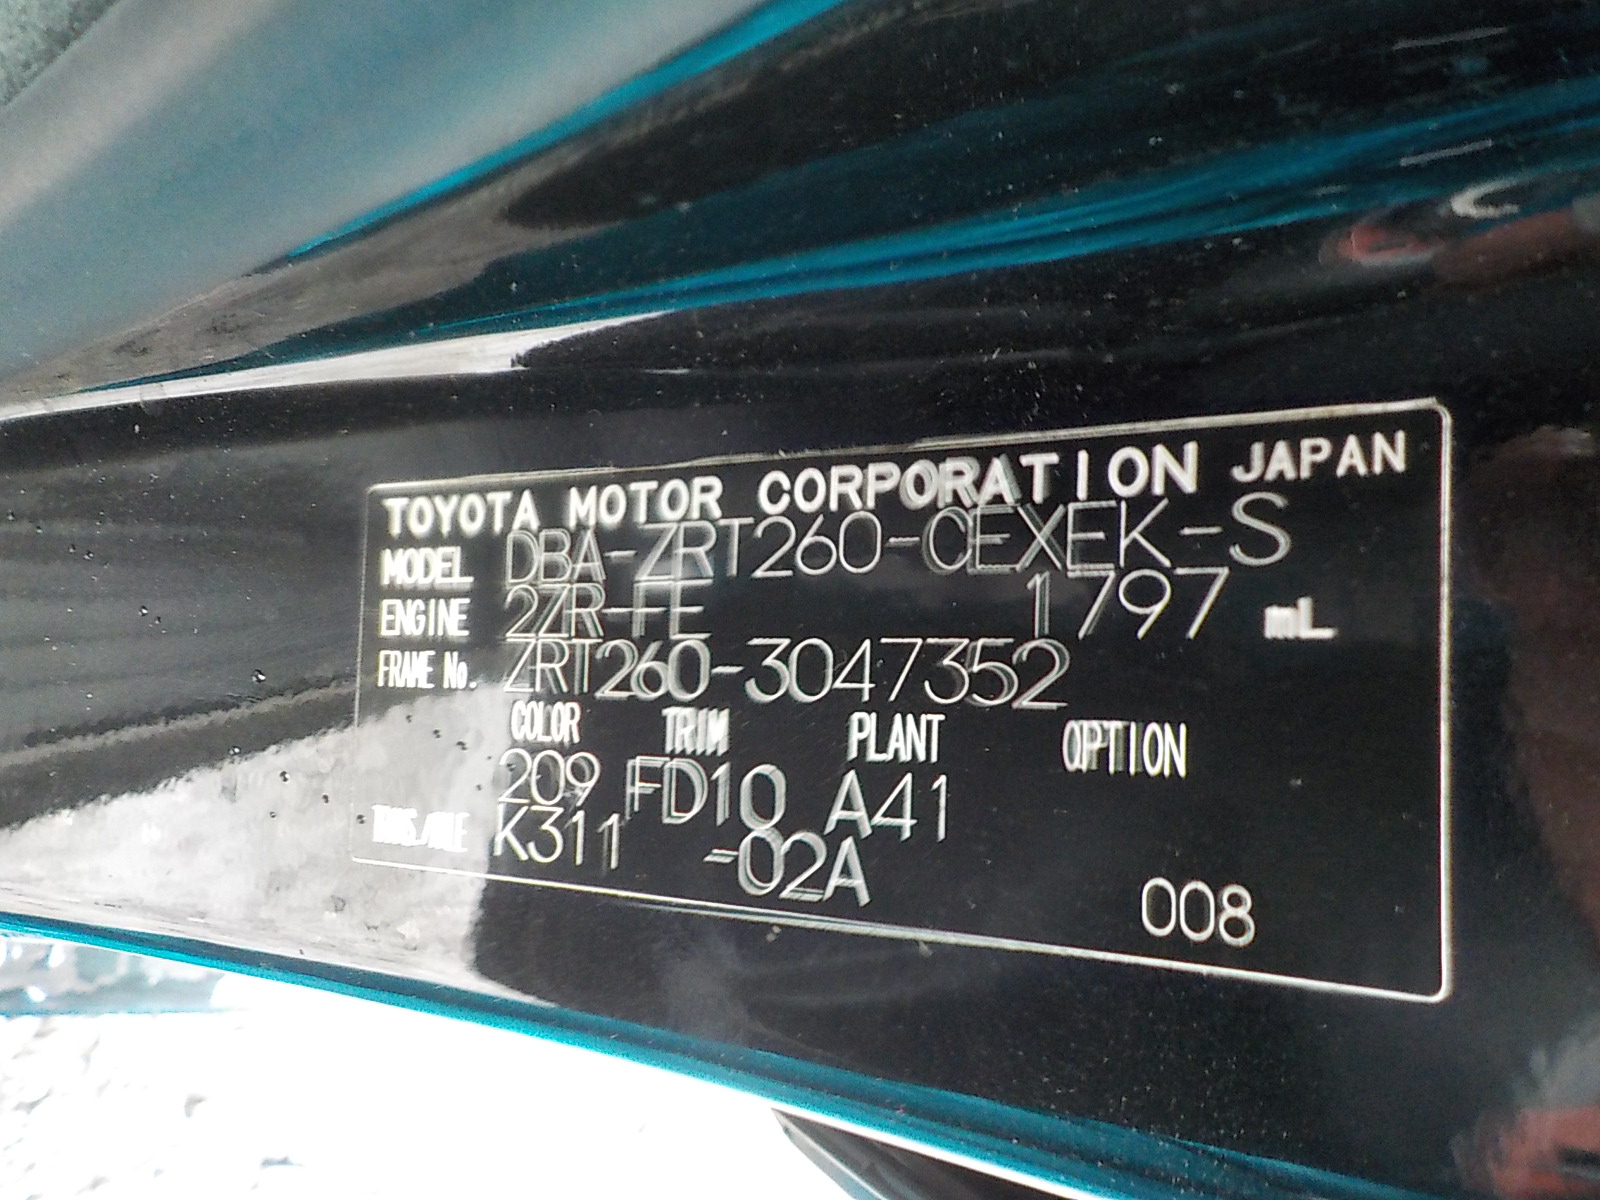 TOYOTA MOTOR CORPORATION JAPAN
MODEL DBA-ZRT260-CEXEK-S
ENGINE 2ZR-FE 1797 mL
FRAME No. ZRT260-3047352
COLOR TRIM PLANT OPTION
209 FD10 A41
K311 -02A
008